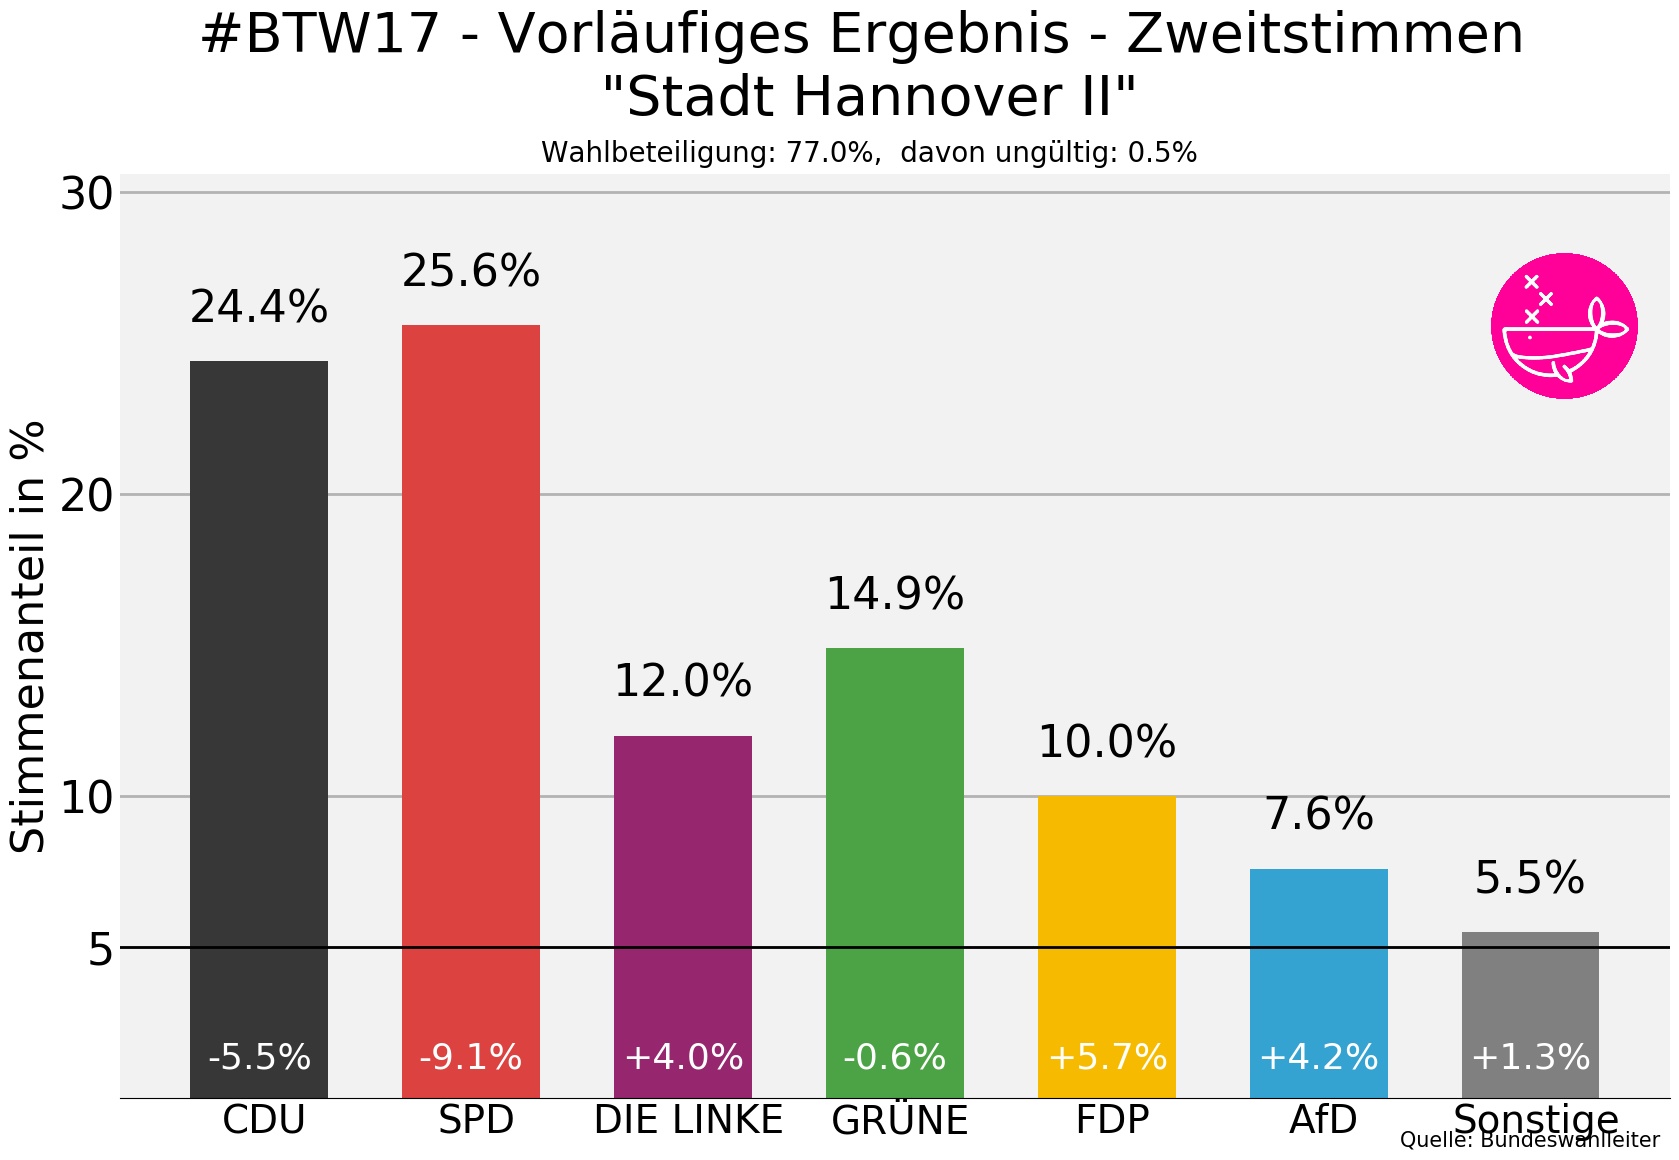 #BTW17 - Vorläufiges Ergebnis - Zweitstimmen
"Stadt Hannover II"
Wahlbeteiligung: 77.0%,  davon ungültig: 0.5%
Stimmenanteil in %
30
20
10
5
24.4%
25.6%
12.0%
14.9%
10.0%
7.6%
5.5%
-5.5%
-9.1%
+4.0%
-0.6%
+5.7%
+4.2%
+1.3%
CDU
SPD
DIE LINKE
GRÜNE
FDP
AfD
Sonstige
Quelle: Bundeswahlleiter